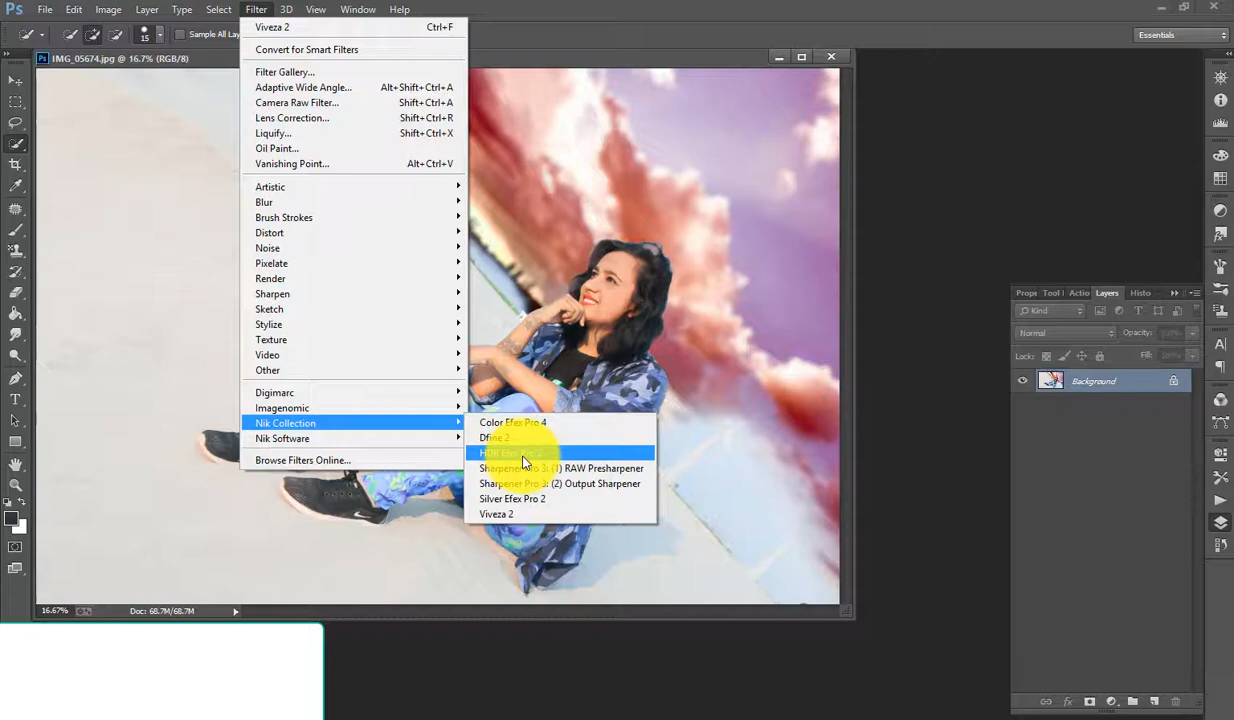 Ps File Edit Image Layer Type Select Filter 3D View Window Help
15 Sample All Essentials
IMG_05674.jpg @ 16.7% (RGB/8)
Viveza 2 Ctrl+F
Convert for Smart Filters
Filter Gallery...
Adaptive Wide Angle... Alt+Shift+Ctrl+A
Camera Raw Filter... Shift+Ctrl+A
Lens Correction... Shift+Ctrl+R
Liquify... Shift+Ctrl+X
Oil Paint...
Vanishing Point... Alt+Ctrl+V
Artistic
Blur
Brush Strokes
Distort
Noise
Pixelate
Render
Sharpen
Sketch
Stylize
Texture
Video
Other
Digimarc
Imagenomic
Nik Collection
Nik Software
Browse Filters Online...
Color Efex Pro 4
Dfine 2
HDR Efex Pro 2
Sharpener Pro 3: (1) RAW Presharpener
Sharpener Pro 3: (2) Output Sharpener
Silver Efex Pro 2
Viveza 2
Prope Tool Actio Layers Histo
Kind
Normal Opacity:
Locks: Fill:
Background
16.67% Doc: 68.7M/68.7M